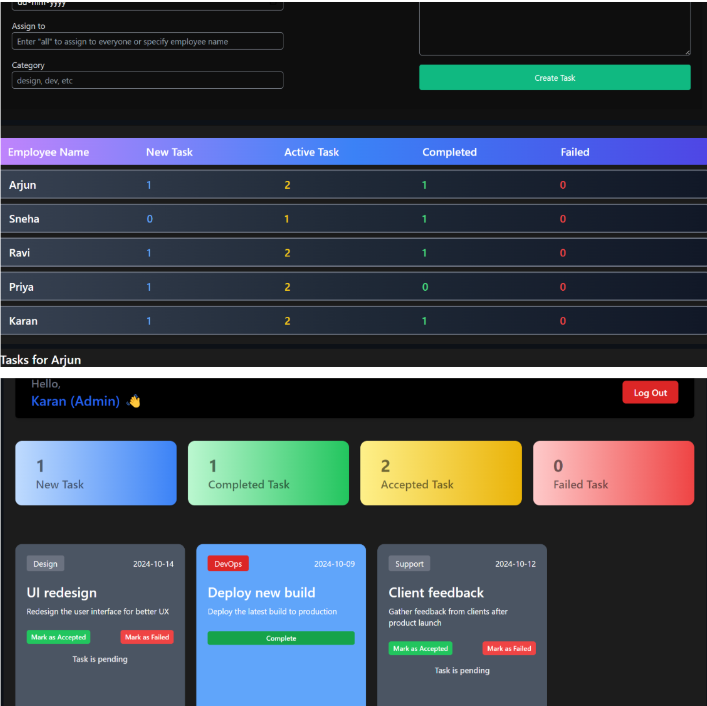 dd-mm-yyyy
Assign to
Enter "all" to assign to everyone or specify employee name
Category
design, dev, etc
Create Task
Employee Name New Task Active Task Completed Failed
Arjun 1 2 1 0
Sneha 0 1 1 0
Ravi 1 2 1 0
Priya 1 2 0 0
Karan 1 2 1 0
Tasks for Arjun
Hello,
Karan (Admin) 👋
Log Out
1
New Task
1
Completed Task
2
Accepted Task
0
Failed Task
Design 2024-10-14
UI redesign
Redesign the user interface for better UX
Mark as Accepted Mark as Failed
Task is pending
DevOps 2024-10-09
Deploy new build
Deploy the latest build to production
Complete
Support 2024-10-12
Client feedback
Gather feedback from clients after
product launch
Mark as Accepted Mark as Failed
Task is pending